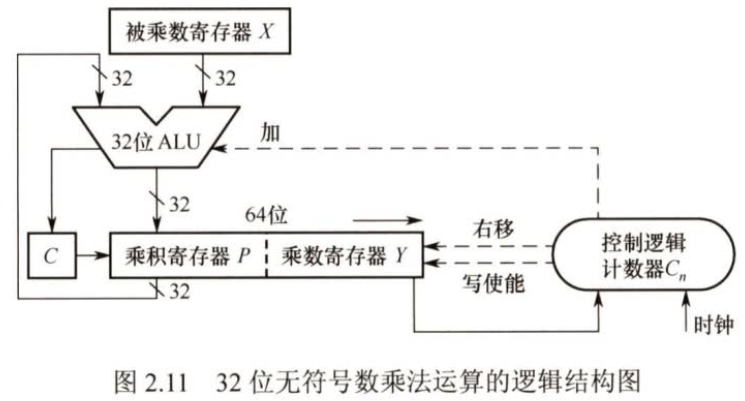 被乘数寄存器 X
32
32
32位 ALU
加
32
64位
C
乘积寄存器 P
乘数寄存器 Y
右移
写使能
控制逻辑
计数器Cn
32
时钟
图 2.11 32 位无符号数乘法运算的逻辑结构图